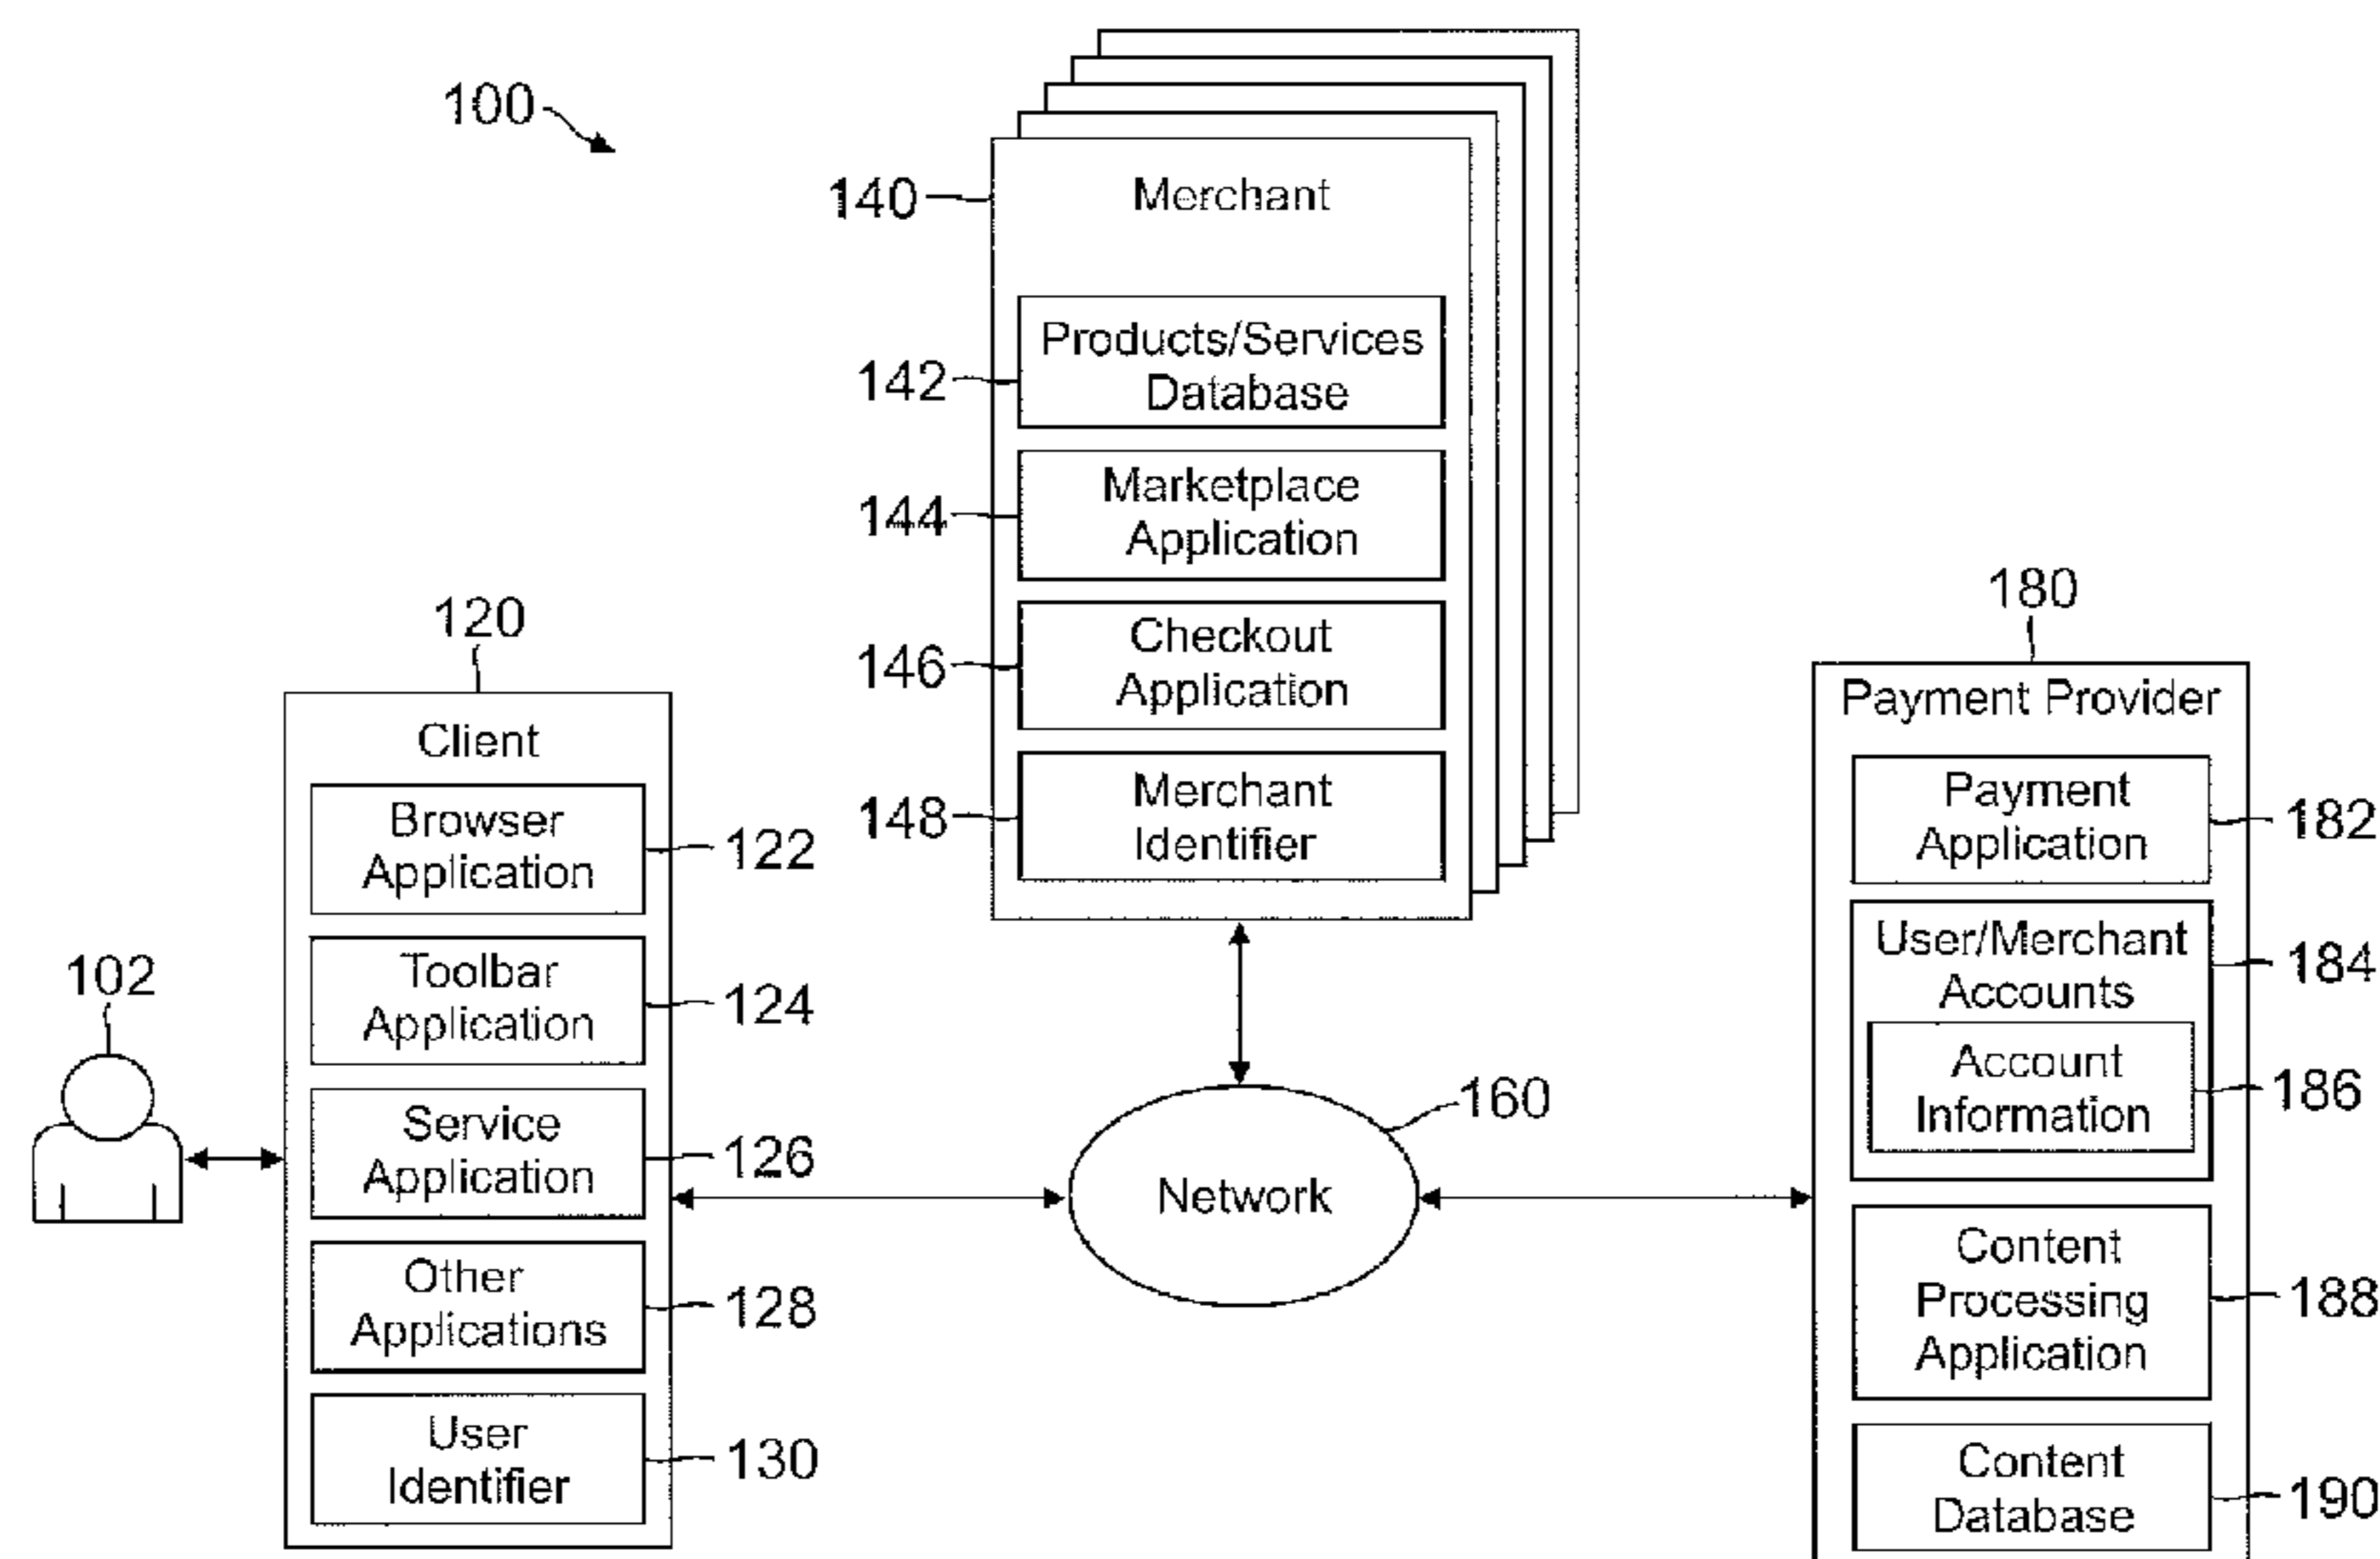 100
140
Merchant
Products/Services
Database
142
Marketplace
Application
144
Checkout
Application
146
Merchant
Identifier
148
120
Client
Browser
Application
122
Toolbar
Application
124
Service
Application
126
Other
Applications
128
User
Identifier
130
102
Network
160
180
Payment Provider
Payment
Application
182
User/Merchant
Accounts
184
Account
Information
186
Content
Processing
Application
188
Content
Database
190